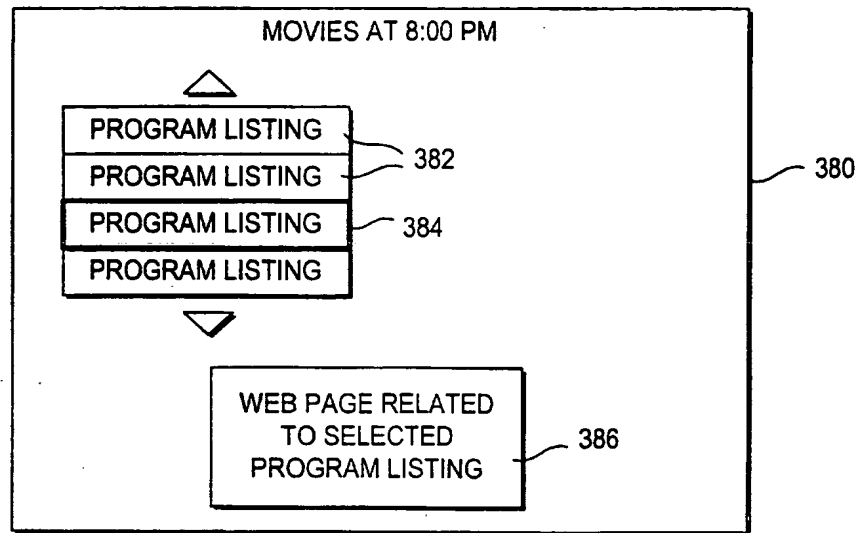 MOVIES AT 8:00 PM
PROGRAM LISTING
PROGRAM LISTING
382
380
PROGRAM LISTING
384
PROGRAM LISTING
WEB PAGE RELATED
TO SELECTED
PROGRAM LISTING
386